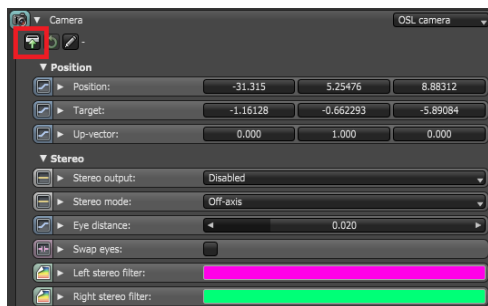 Camera OSL camera
-
Position
Position: -31.315 5.25476 8.88312
Target: -1.16128 -0.662293 -5.89084
Up-vector: 0.000 1.000 0.000
Stereo
Stereo output: Disabled
Stereo mode: Off-axis
Eye distance: 0.020
Swap eyes:
Left stereo filter:
Right stereo filter: